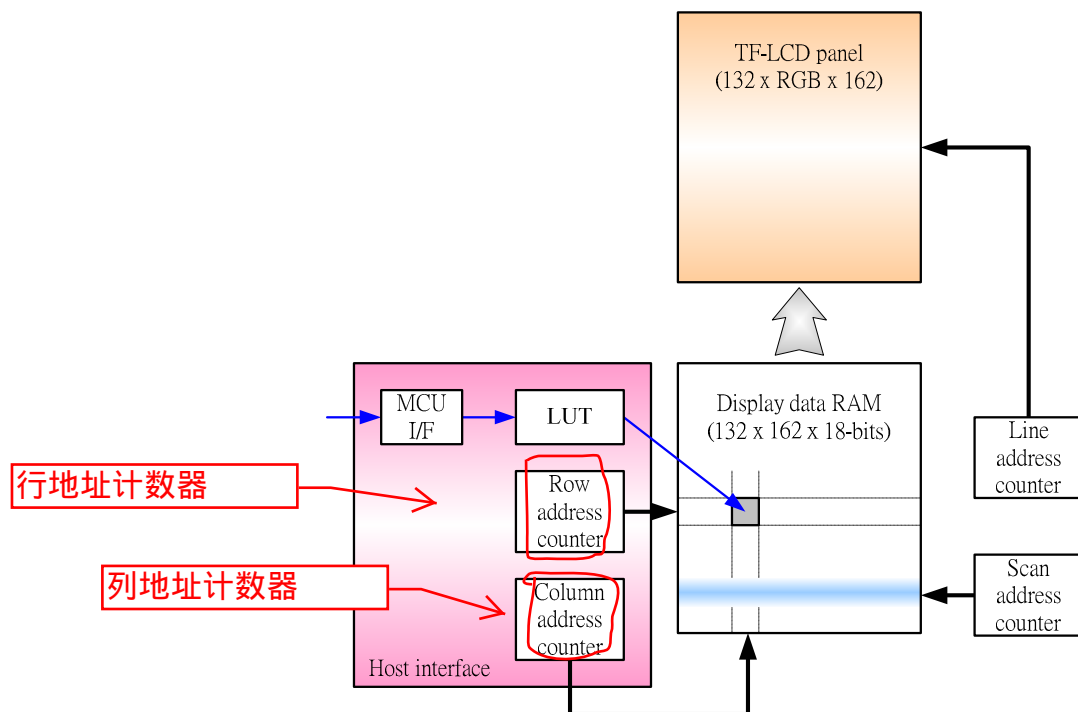 TF-LCD panel
(132 x RGB x 162)
MCU
I/F
LUT
Display data RAM
(132 x 162 x 18-bits)
Line
address
counter
行地址计数器
Row
address
counter
列地址计数器
Column
address
counter
Scan
address
counter
Host interface